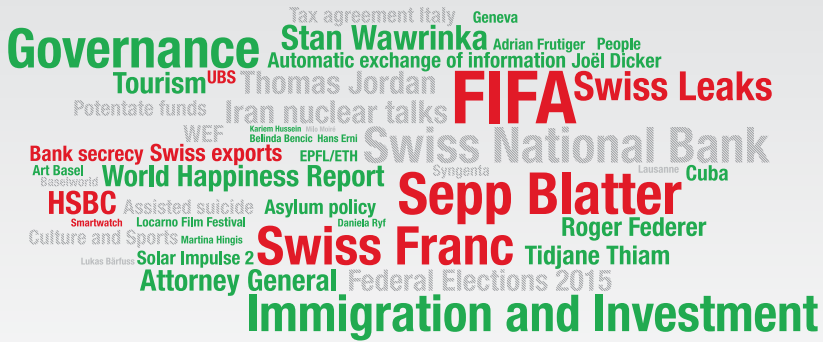 Tax agreement Italy Geneva
Governance Stan Wawrinka Adrian Frutiger People
Automatic exchange of information Joël Dicker
Tourism UBS Thomas Jordan FIFA Swiss Leaks
Potentate funds Iran nuclear talks
WEF Kariem Hussein Milo Moiré Swiss National Bank
Belinda Bencic Hans Erni
Bank secrecy Swiss exports EPFL/ETH
Art Basel World Happiness Report Syngenta Lausanne Cuba
Baselworld
HSBC Assisted suicide Asylum policy Sepp Blatter
Smartwatch Locarno Film Festival Daniela Ryf Roger Federer
Culture and Sports Martina Hingis Swiss Franc
Lukas Bärfuss Solar Impulse 2 Tidjane Thiam
Attorney General Federal Elections 2015
Immigration and Investment